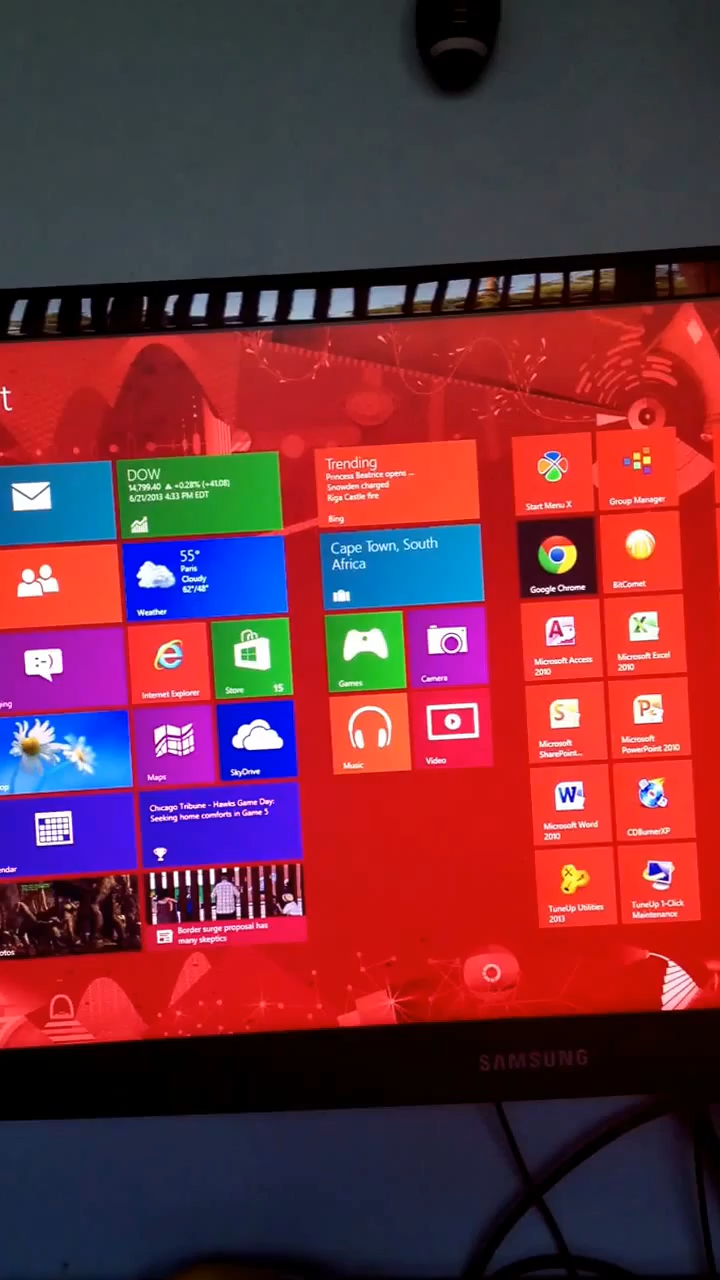 t
DOW
14,799.40 ▲ +0.28% (+41.08)
6/21/2013 4:33 PM EDT
55°
Paris
Cloudy
62°/48°
Weather
Internet Explorer
Store
15
ging
op
Maps
SkyDrive
Chicago Tribune - Hawks Game Day:
Seeking home comforts in Game 5
endar
otos
Border surge proposal has
many skeptics
Trending
Princess Beatrice opens ...
Snowden charged
Riga Castle fire
Bing
Cape Town, South
Africa
Games
Camera
Music
Video
Start Menu X
Group Manager
Google Chrome
BitComet
Microsoft Access
2010
Microsoft Excel
2010
Microsoft
SharePoint...
Microsoft
PowerPoint 2010
Microsoft Word
2010
CDBurnerXP
TuneUp Utilities
2013
TuneUp 1-Click
Maintenance
SAMSUNG